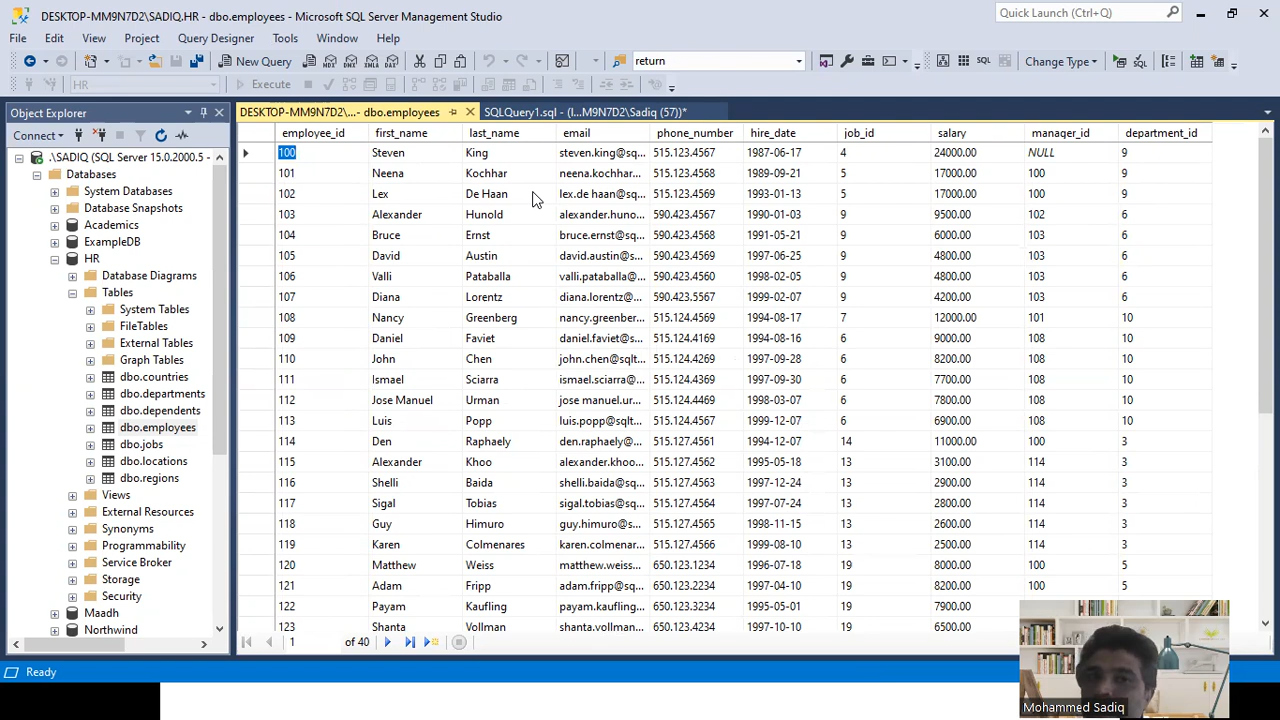 DESKTOP-MM9N7D2\SADIQ.HR - dbo.employees - Microsoft SQL Server Management Studio
Quick Launch (Ctrl+Q)
File Edit View Project Query Designer Tools Window Help
New Query return Change Type
HR Execute
Object Explorer
DESKTOP-MM9N7D2\...- dbo.employees SQLQuery1.sql - (l...M9N7D2\Sadiq (57))*
Connect
.\SADIQ (SQL Server 15.0.2000.5 -
Databases
System Databases
Database Snapshots
Academics
ExampleDB
HR
Database Diagrams
Tables
System Tables
FileTables
External Tables
Graph Tables
dbo.countries
dbo.departments
dbo.dependents
dbo.employees
dbo.jobs
dbo.locations
dbo.regions
Views
External Resources
Synonyms
Programmability
Service Broker
Storage
Security
Maadh
Northwind
employee_id first_name last_name email phone_number hire_date job_id salary manager_id department_id
100 Steven King steven.king@sq... 515.123.4567 1987-06-17 4 24000.00 NULL 9
101 Neena Kochhar neena.kochhar... 515.123.4568 1989-09-21 5 17000.00 100 9
102 Lex De Haan lex.de haan@sq... 515.123.4569 1993-01-13 5 17000.00 100 9
103 Alexander Hunold alexander.huno... 590.423.4567 1990-01-03 9 9500.00 102 6
104 Bruce Ernst bruce.ernst@sq... 590.423.4568 1991-05-21 9 6000.00 103 6
105 David Austin david.austin@s... 590.423.4569 1997-06-25 9 4800.00 103 6
106 Valli Pataballa valli.pataballa@... 590.423.4560 1998-02-05 9 4800.00 103 6
107 Diana Lorentz diana.lorentz@... 590.423.5567 1999-02-07 9 4200.00 103 6
108 Nancy Greenberg nancy.greenber... 515.124.4569 1994-08-17 7 12000.00 101 10
109 Daniel Faviet daniel.faviet@s... 515.124.4169 1994-08-16 6 9000.00 108 10
110 John Chen john.chen@sqlt... 515.124.4269 1997-09-28 6 8200.00 108 10
111 Ismael Sciarra ismael.sciarra@... 515.124.4369 1997-09-30 6 7700.00 108 10
112 Jose Manuel Urman jose manuel.ur... 515.124.4469 1998-03-07 6 7800.00 108 10
113 Luis Popp luis.popp@sqlt... 515.124.4567 1999-12-07 6 6900.00 108 10
114 Den Raphaely den.raphaely@... 515.127.4561 1994-12-07 14 11000.00 100 3
115 Alexander Khoo alexander.khoo... 515.127.4562 1995-05-18 13 3100.00 114 3
116 Shelli Baida shelli.baida@sq... 515.127.4563 1997-12-24 13 2900.00 114 3
117 Sigal Tobias sigal.tobias@sq... 515.127.4564 1997-07-24 13 2800.00 114 3
118 Guy Himuro guy.himuro@s... 515.127.4565 1998-11-15 13 2600.00 114 3
119 Karen Colmenares karen.colmenar... 515.127.4566 1999-08-10 13 2500.00 114 3
120 Matthew Weiss matthew.weiss... 650.123.1234 1996-07-18 19 8000.00 100 5
121 Adam Fripp adam.fripp@sq... 650.123.2234 1997-04-10 19 8200.00 100 5
122 Payam Kaufling payam.kaufling... 650.123.3234 1995-05-01 19 7900.00
123 Shanta Vollman shanta.vollman... 650.123.4234 1997-10-10 19 6500.00
1 of 40
Ready
Mohammed Sadiq